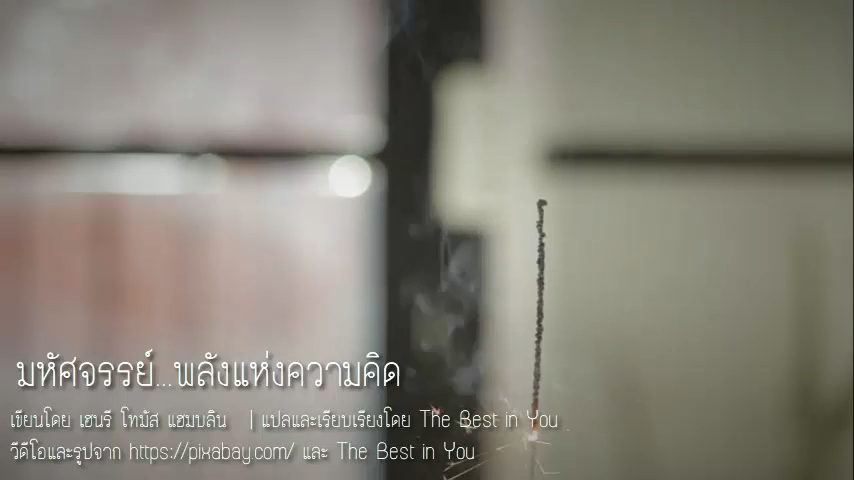 มหัศจรรย์...พลังแห่งความคิด
เขียนโดย เฮนรี โทมัส แฮมบลิน | แปลและเรียบเรียงโดย The Best in You
วีดีโอและรูปจาก https://pixabay.com/ และ The Best in You